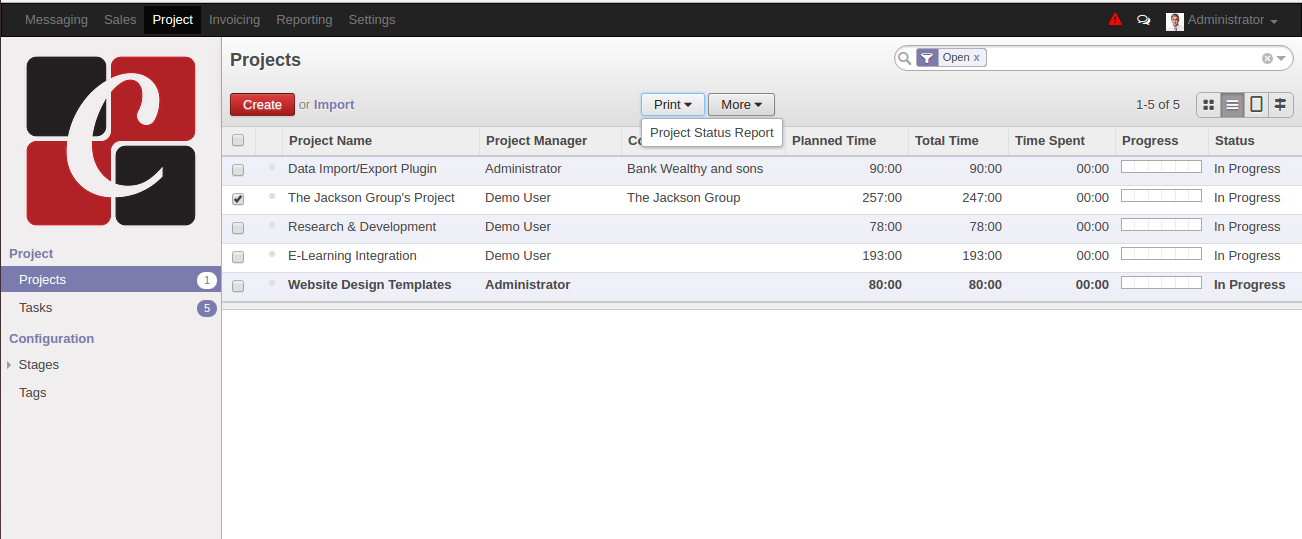 Messaging Sales Project Invoicing Reporting Settings Administrator
Projects
Open x
Create or Import
Print More
1-5 of 5
Project Status Report
Project Name Project Manager Co Planned Time Total Time Time Spent Progress Status
Data Import/Export Plugin Administrator Bank Wealthy and sons 90:00 90:00 00:00 In Progress
The Jackson Group's Project Demo User The Jackson Group 257:00 247:00 00:00 In Progress
Research & Development Demo User 78:00 78:00 00:00 In Progress
E-Learning Integration Demo User 193:00 193:00 00:00 In Progress
Website Design Templates Administrator 80:00 80:00 00:00 In Progress
C
Project
Projects 1
Tasks 5
Configuration
Stages
Tags